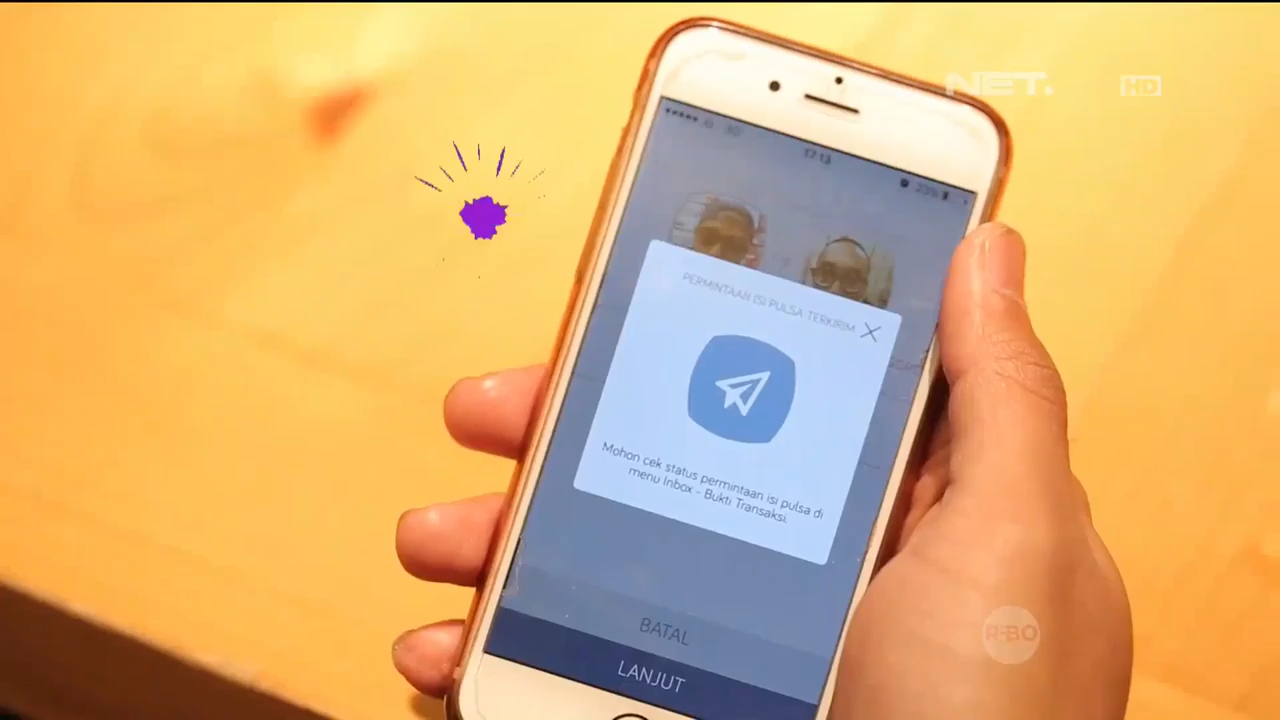 NET.
HD
17:13
PERMINTAAN ISI PULSA TERKIRIM
Mohon cek status permintaan isi pulsa di
menu Inbox - Bukti Transaksi.
BATAL
LANJUT
R-BO